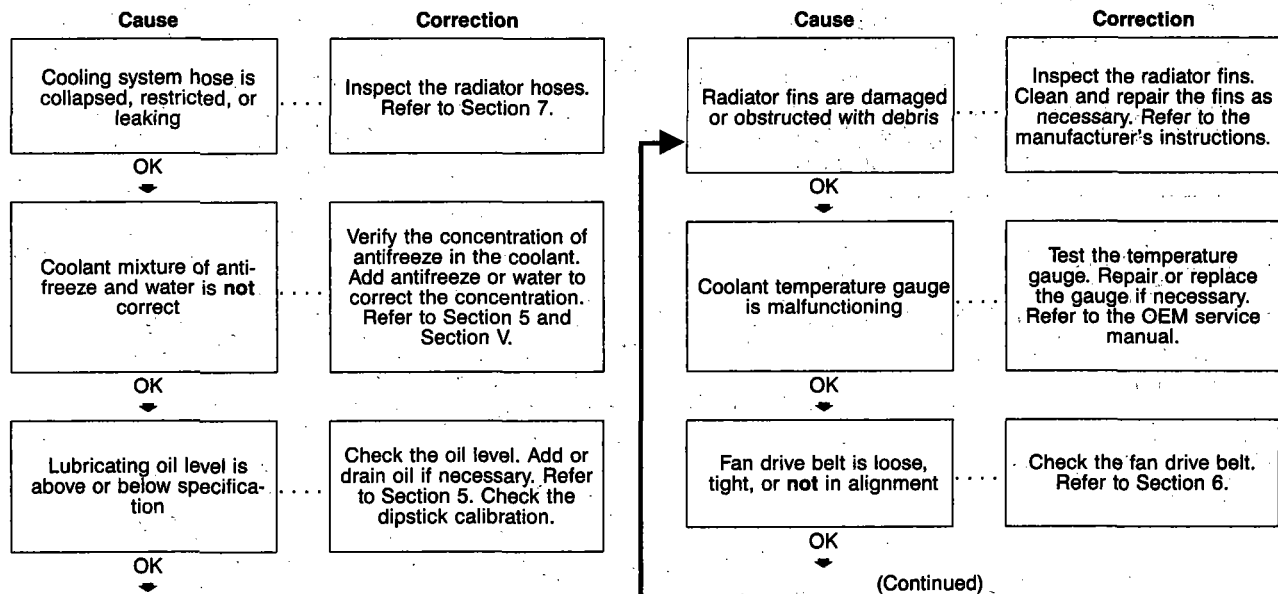 Cause
Correction
Cooling system hose is
collapsed, restricted, or
leaking
Inspect the radiator hoses.
Refer to Section 7.
OK
Coolant mixture of anti-
freeze and water is not
correct
Verify the concentration of
antifreeze in the coolant.
Add antifreeze or water to
correct the concentration.
Refer to Section 5 and
Section V.
OK
Lubricating oil level is
above or below specifica-
tion
Check the oil level. Add or
drain oil if necessary. Refer
to Section 5. Check the
dipstick calibration.
OK
Cause
Correction
Radiator fins are damaged
or obstructed with debris
Inspect the radiator fins.
Clean and repair the fins as
necessary. Refer to the
manufacturer's instructions.
OK
Coolant temperature gauge
is malfunctioning
Test the temperature
gauge. Repair or replace
the gauge if necessary.
Refer to the OEM service
manual.
OK
Fan drive belt is loose,
tight, or not in alignment
Check the fan drive belt.
Refer to Section 6.
OK
(Continued)